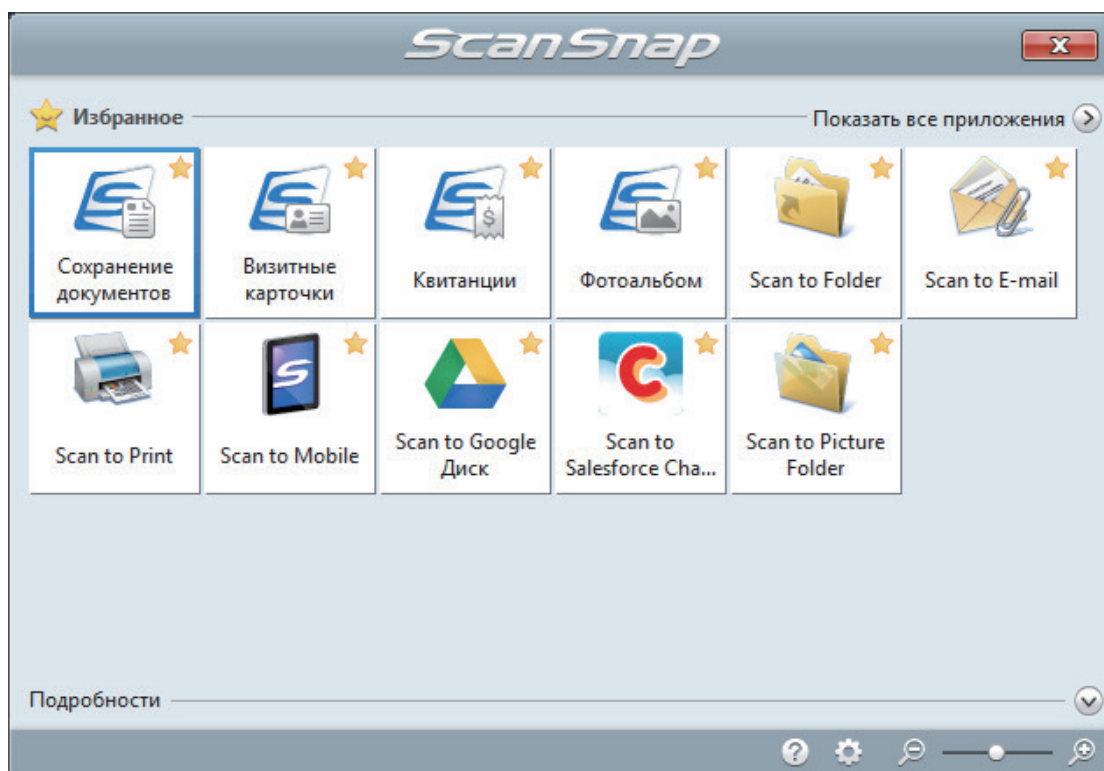 ScanSnap
Избранное
Показать все приложения
Сохранение
документов
Визитные
карточки
Квитанции
Фотоальбом
Scan to Folder
Scan to E-mail
Scan to Print
Scan to Mobile
Scan to Google
Диск
Scan to
Salesforce Cha...
Scan to Picture
Folder
Подробности